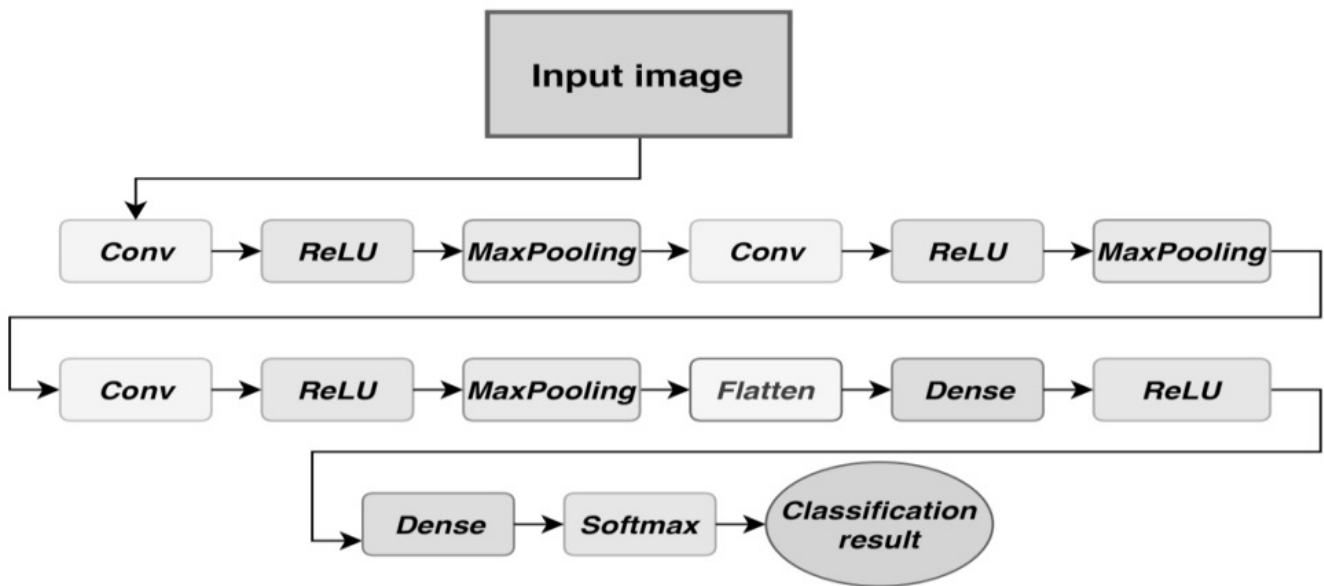 Input image
Conv
ReLU
MaxPooling
Conv
ReLU
MaxPooling
Conv
ReLU
MaxPooling
Flatten
Dense
ReLU
Dense
Softmax
Classification
result